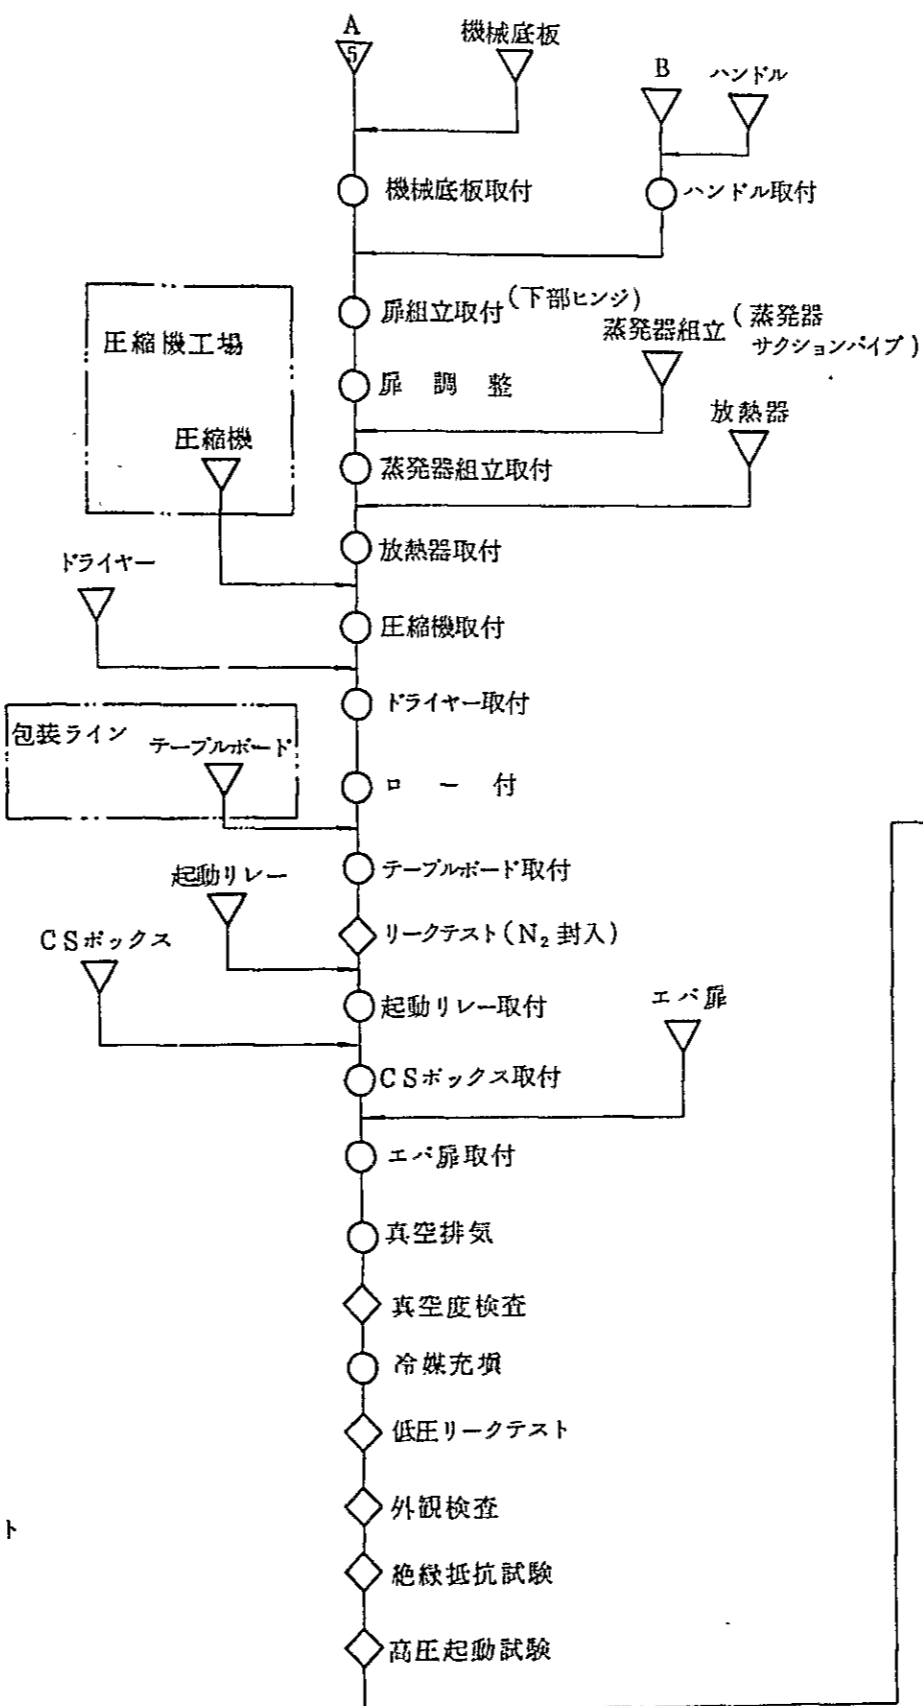 A
5
機械底板
B
ハンドル
機械底板取付
ハンドル取付
扉組立取付(下部ヒンジ)
蒸発器組立(蒸発器
サクションパイプ)
圧縮機工場
扉調整
放熱器
圧縮機
蒸発器組立取付
放熱器取付
ドライヤー
圧縮機取付
ドライヤー取付
包装ライン
テーブルボード
ロー付
テーブルボード取付
起動リレー
リークテスト(N₂封入)
CSボックス
起動リレー取付
エバ扉
CSボックス取付
エバ扉取付
真空排気
真空度検査
冷媒充填
低圧リークテスト
外観検査
ト
絶縁抵抗試験
高圧起動試験